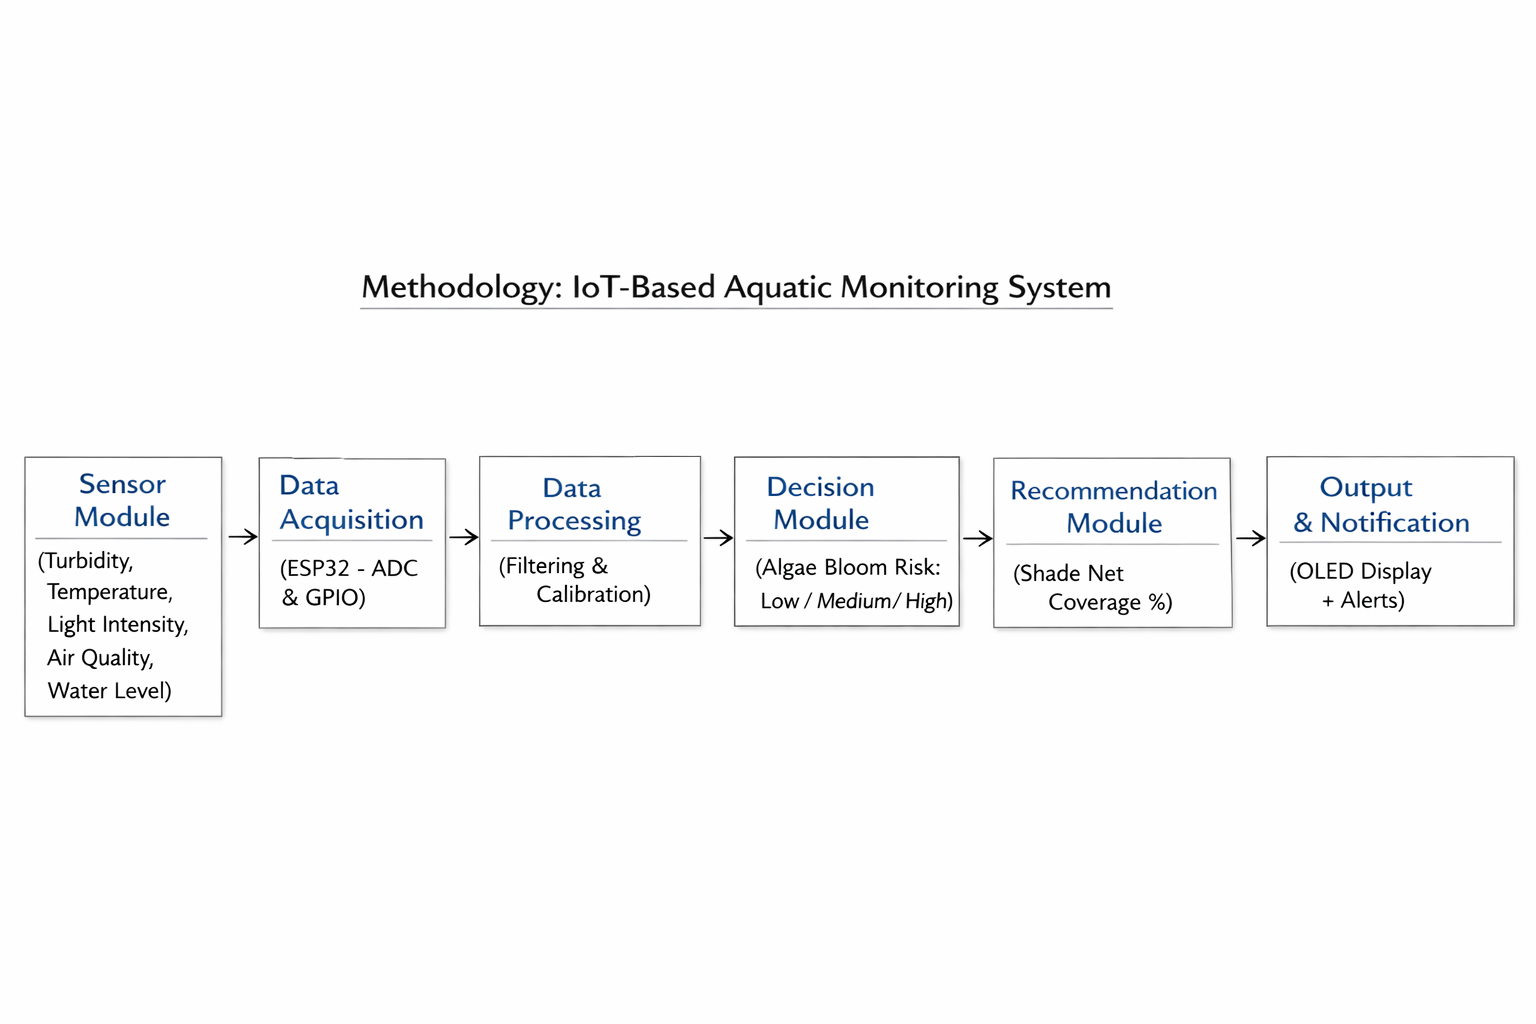 Methodology: IoT-Based Aquatic Monitoring System
Sensor
Module
(Turbidity,
Temperature,
Light Intensity,
Air Quality,
Water Level)
Data
Acquisition
(ESP32 - ADC
& GPIO)
Data
Processing
(Filtering &
Calibration)
Decision
Module
(Algae Bloom Risk:
Low / Medium/ High)
Recommendation
Module
(Shade Net
Coverage %)
Output
& Notification
(OLED Display
+ Alerts)